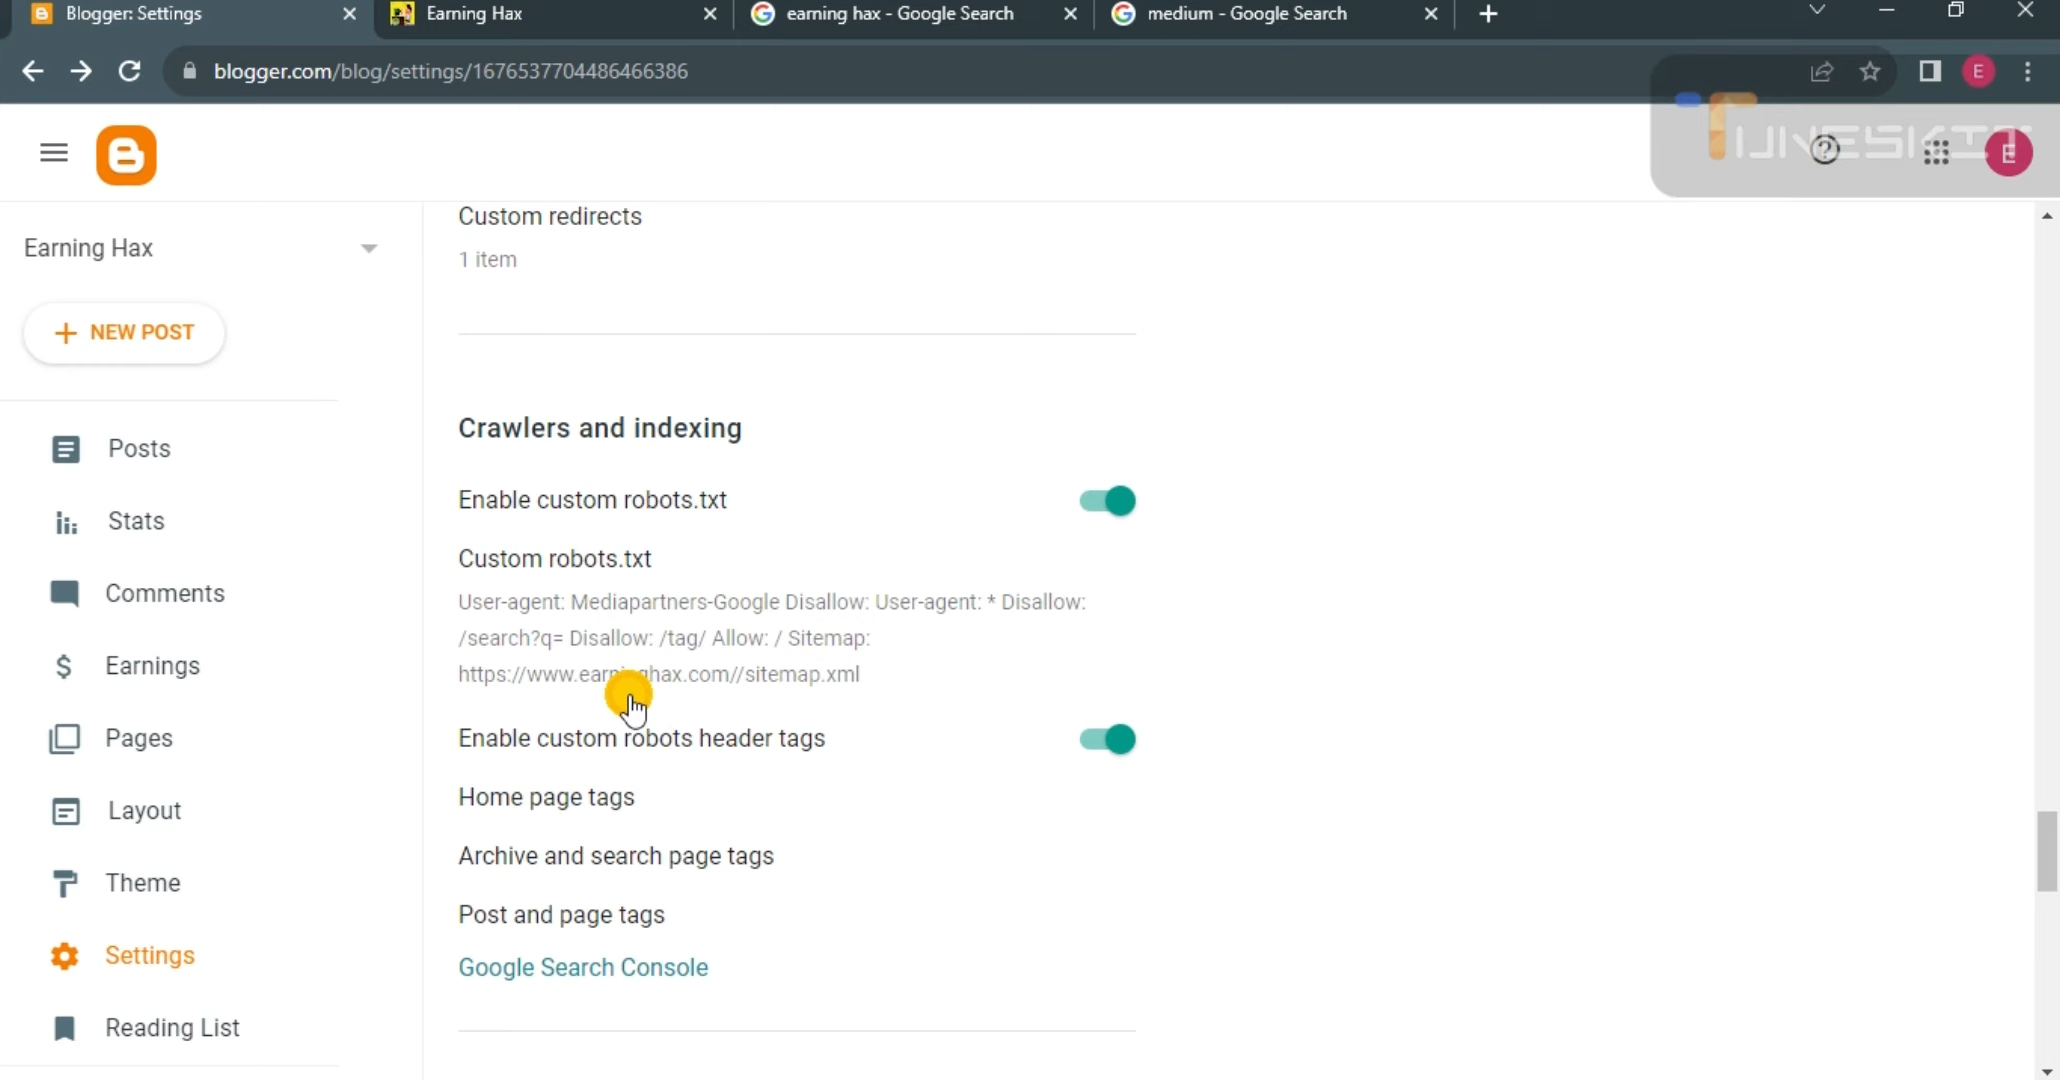 Blogger: Settings
Earning Hax
earning hax - Google Search
medium - Google Search
blogger.com/blog/settings/1676537704486466386
E
TUNESKIT
E
Earning Hax
NEW POST
Posts
Stats
Comments
Earnings
Pages
Layout
Theme
Settings
Reading List
Custom redirects
1 item
Crawlers and indexing
Enable custom robots.txt
Custom robots.txt
User-agent: Mediapartners-Google Disallow: User-agent: * Disallow:
/search?q= Disallow: /tag/ Allow: / Sitemap:
https://www.earninghax.com//sitemap.xml
Enable custom robots header tags
Home page tags
Archive and search page tags
Post and page tags
Google Search Console